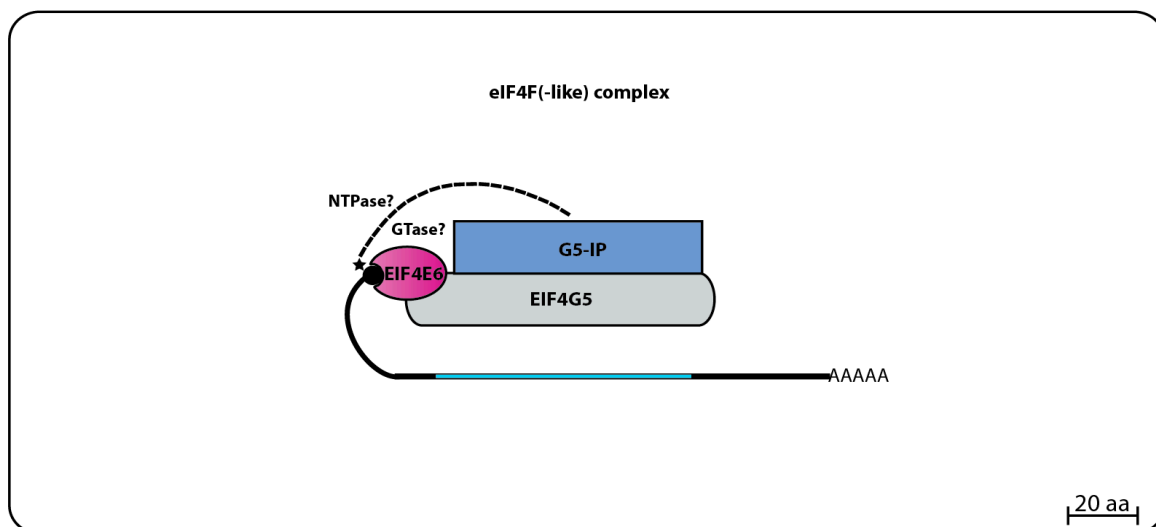 eIF4F(-like) complex
NTPase?
GTase?
G5-IP
EIF4E6
EIF4G5
AAAAA
20 aa